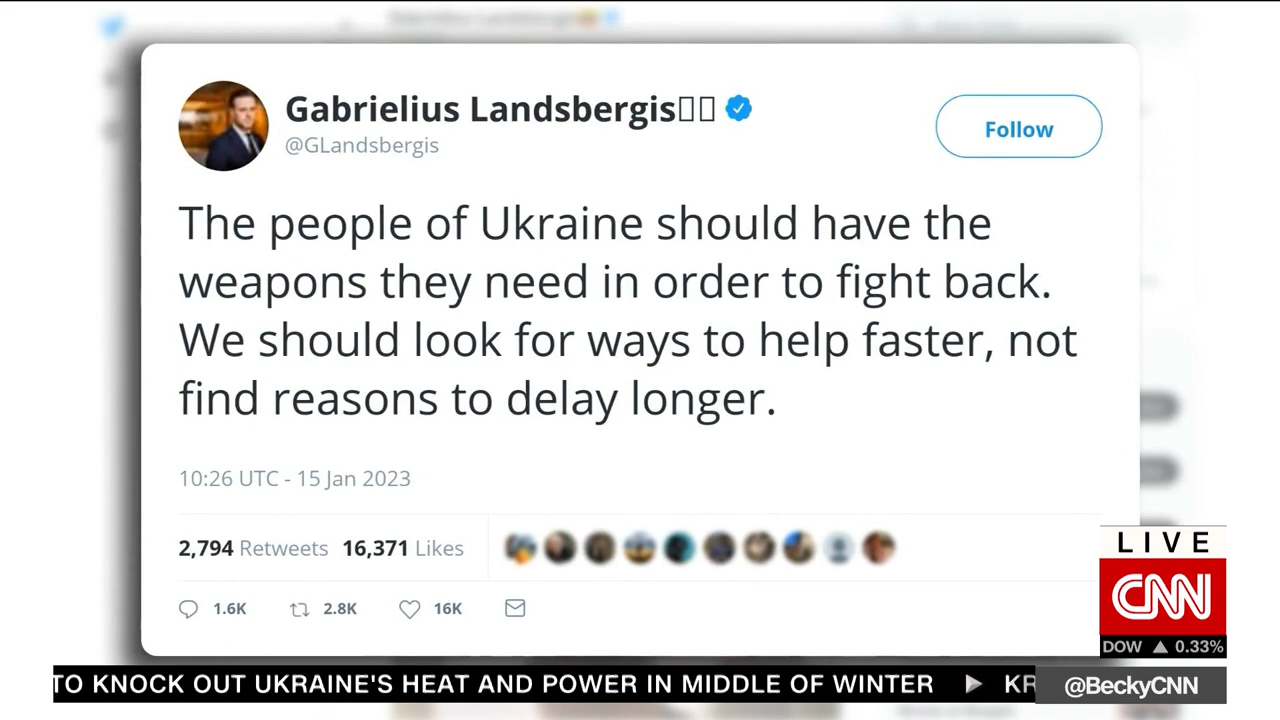 Gabrielius Landsbergis
@GLandsbergis
Follow
The people of Ukraine should have the
weapons they need in order to fight back.
We should look for ways to help faster, not
find reasons to delay longer.
10:26 UTC - 15 Jan 2023
2,794 Retweets 16,371 Likes
1.6K 2.8K 16K
LIVE
CNN
DOW ▲ 0.33%
TO KNOCK OUT UKRAINE'S HEAT AND POWER IN MIDDLE OF WINTER ▶ KR
@BeckyCNN